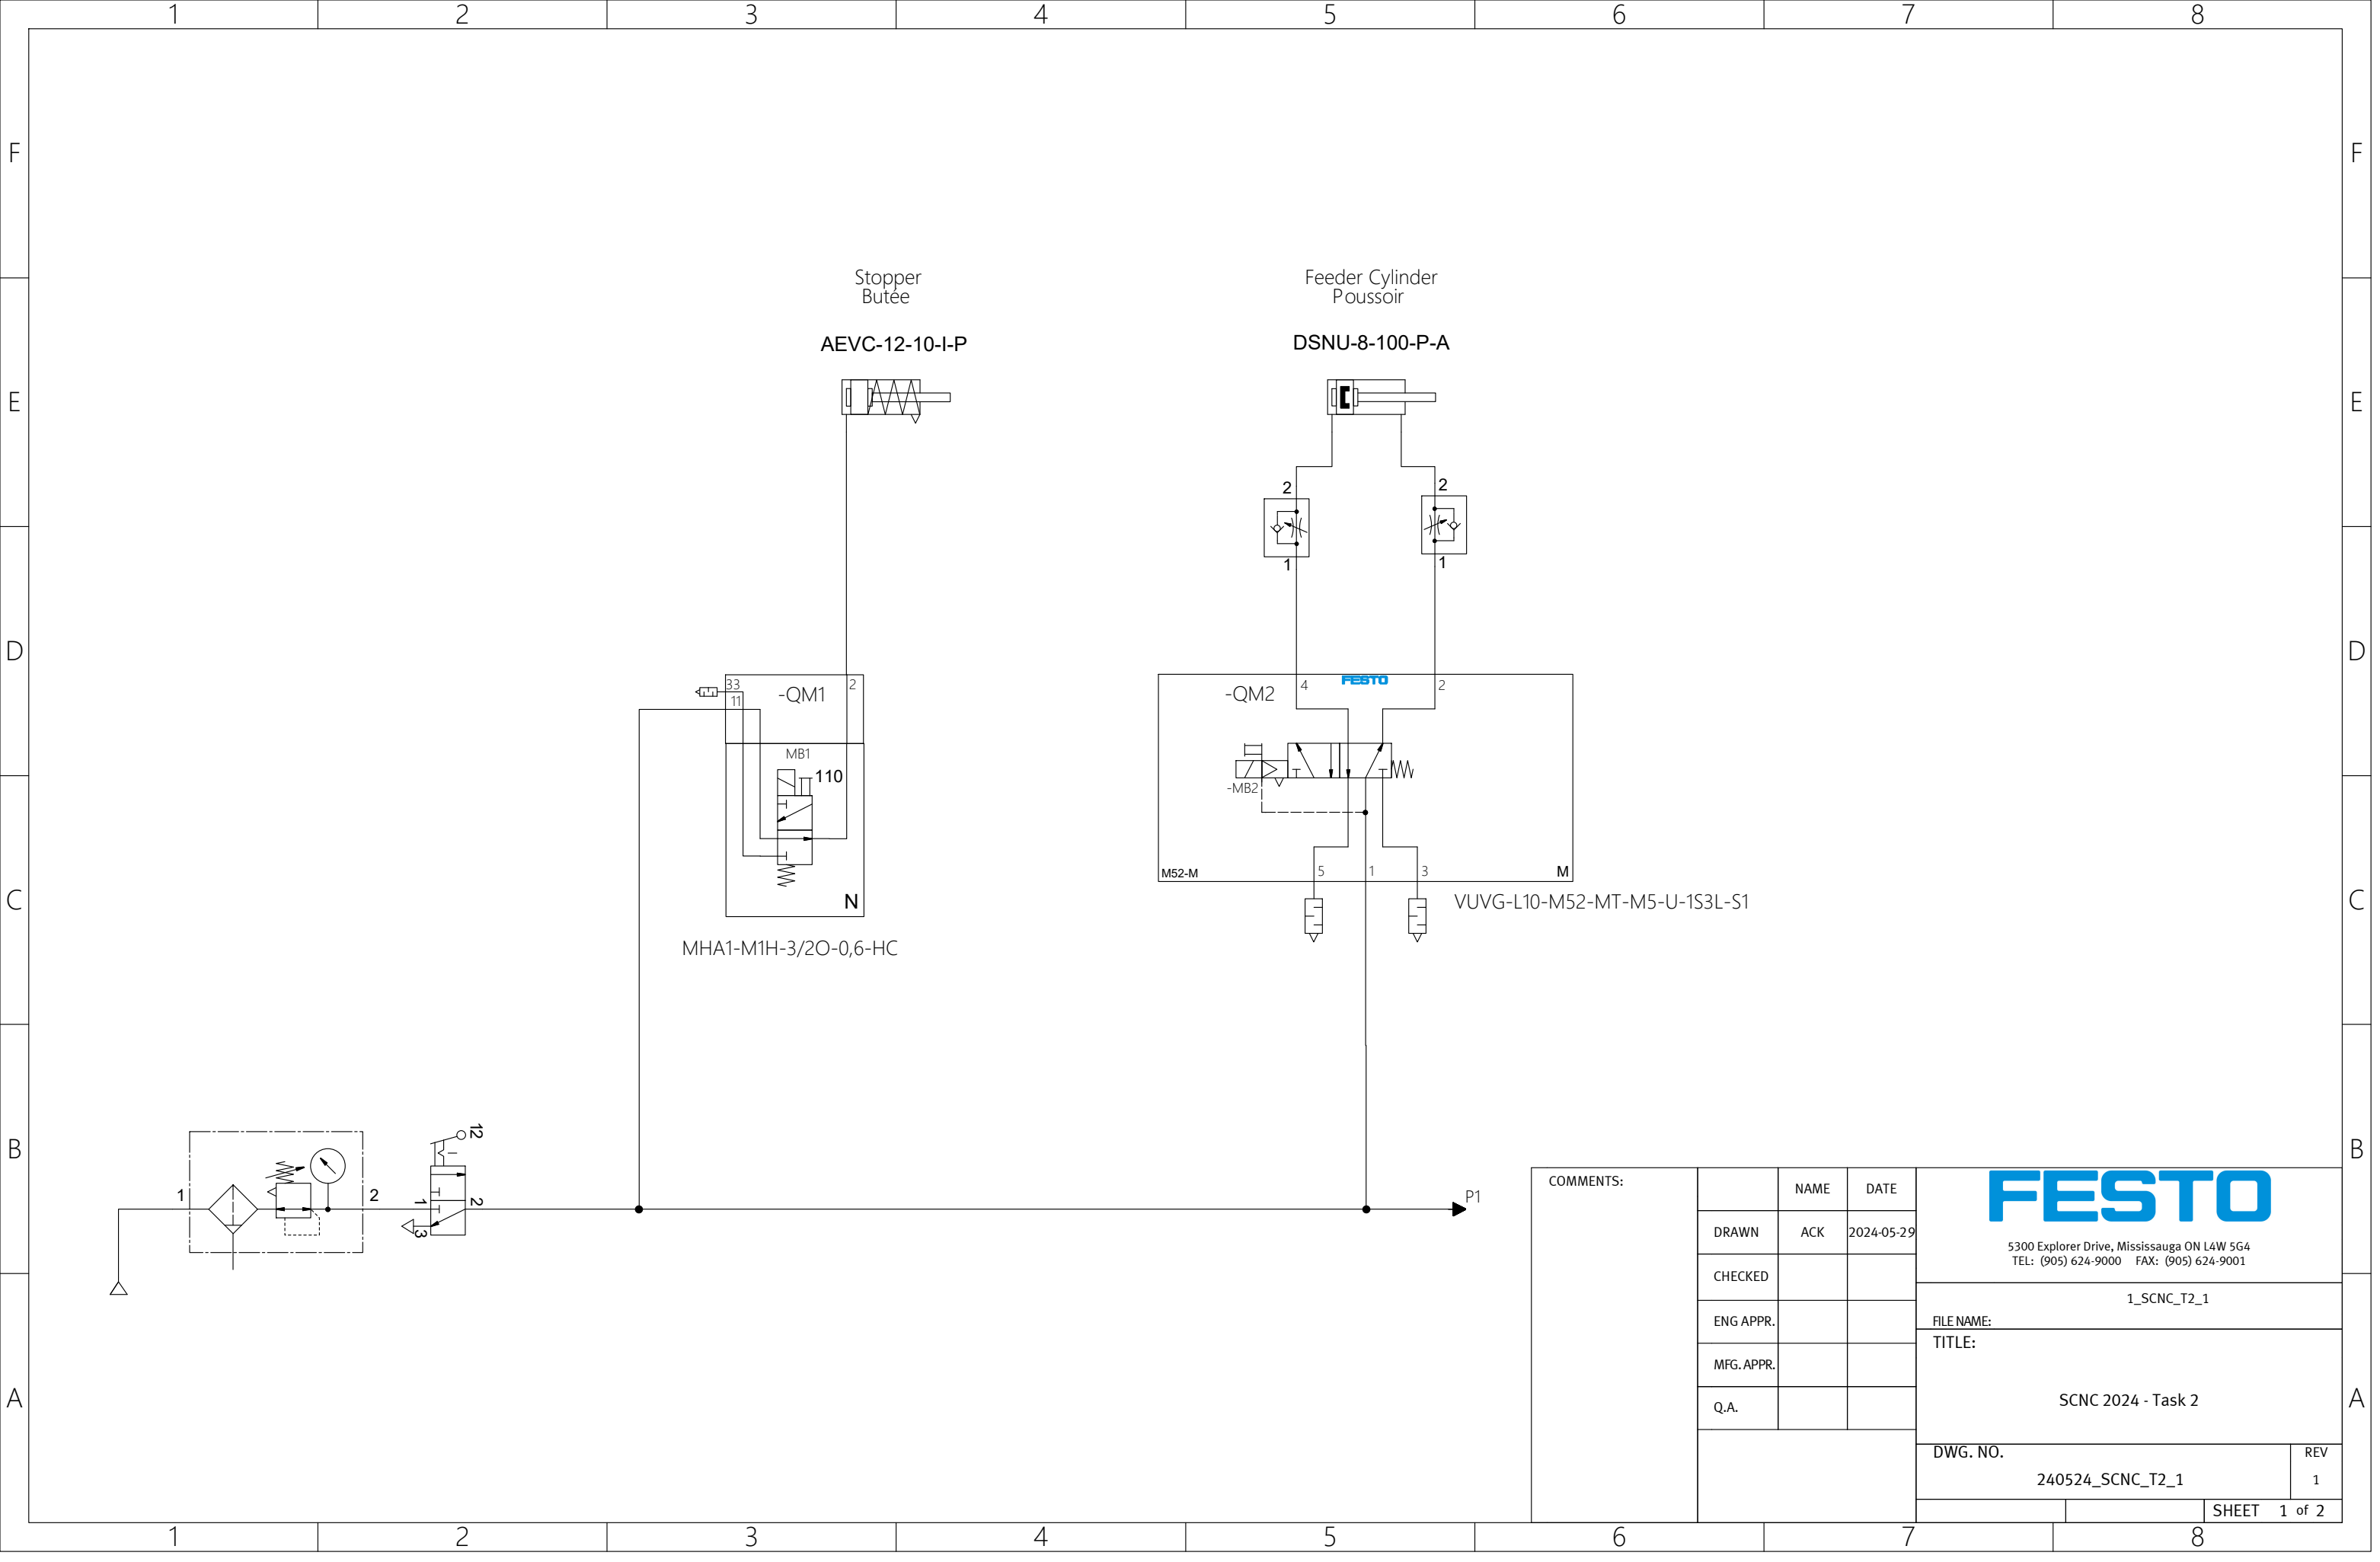 1 2 3 4 5 6 7 8
F F
Stopper
Butée
Feeder Cylinder
Poussoir
AEVC-12-10-I-P
DSNU-8-100-P-A
E E
2 2
1 1
D D
33 -QM1 2
11
-QM2 4 FESTO 2
MB1
110
-MB2
N
M52-M 5 1 3 M
C C
VUVG-L10-M52-MT-M5-U-1S3L-S1
MHA1-M1H-3/2O-0,6-HC
B B
12
1 2 1 2
3
P1
COMMENTS:
NAME DATE
DRAWN ACK 2024-05-29
CHECKED
ENG APPR.
MFG. APPR.
Q.A.
FESTO
5300 Explorer Drive, Mississauga ON L4W 5G4
TEL: (905) 624-9000 FAX: (905) 624-9001
1_SCNC_T2_1
FILE NAME:
TITLE:
SCNC 2024 - Task 2
A A
DWG. NO. REV
240524_SCNC_T2_1 1
SHEET 1 of 2
1 2 3 4 5 6 7 8